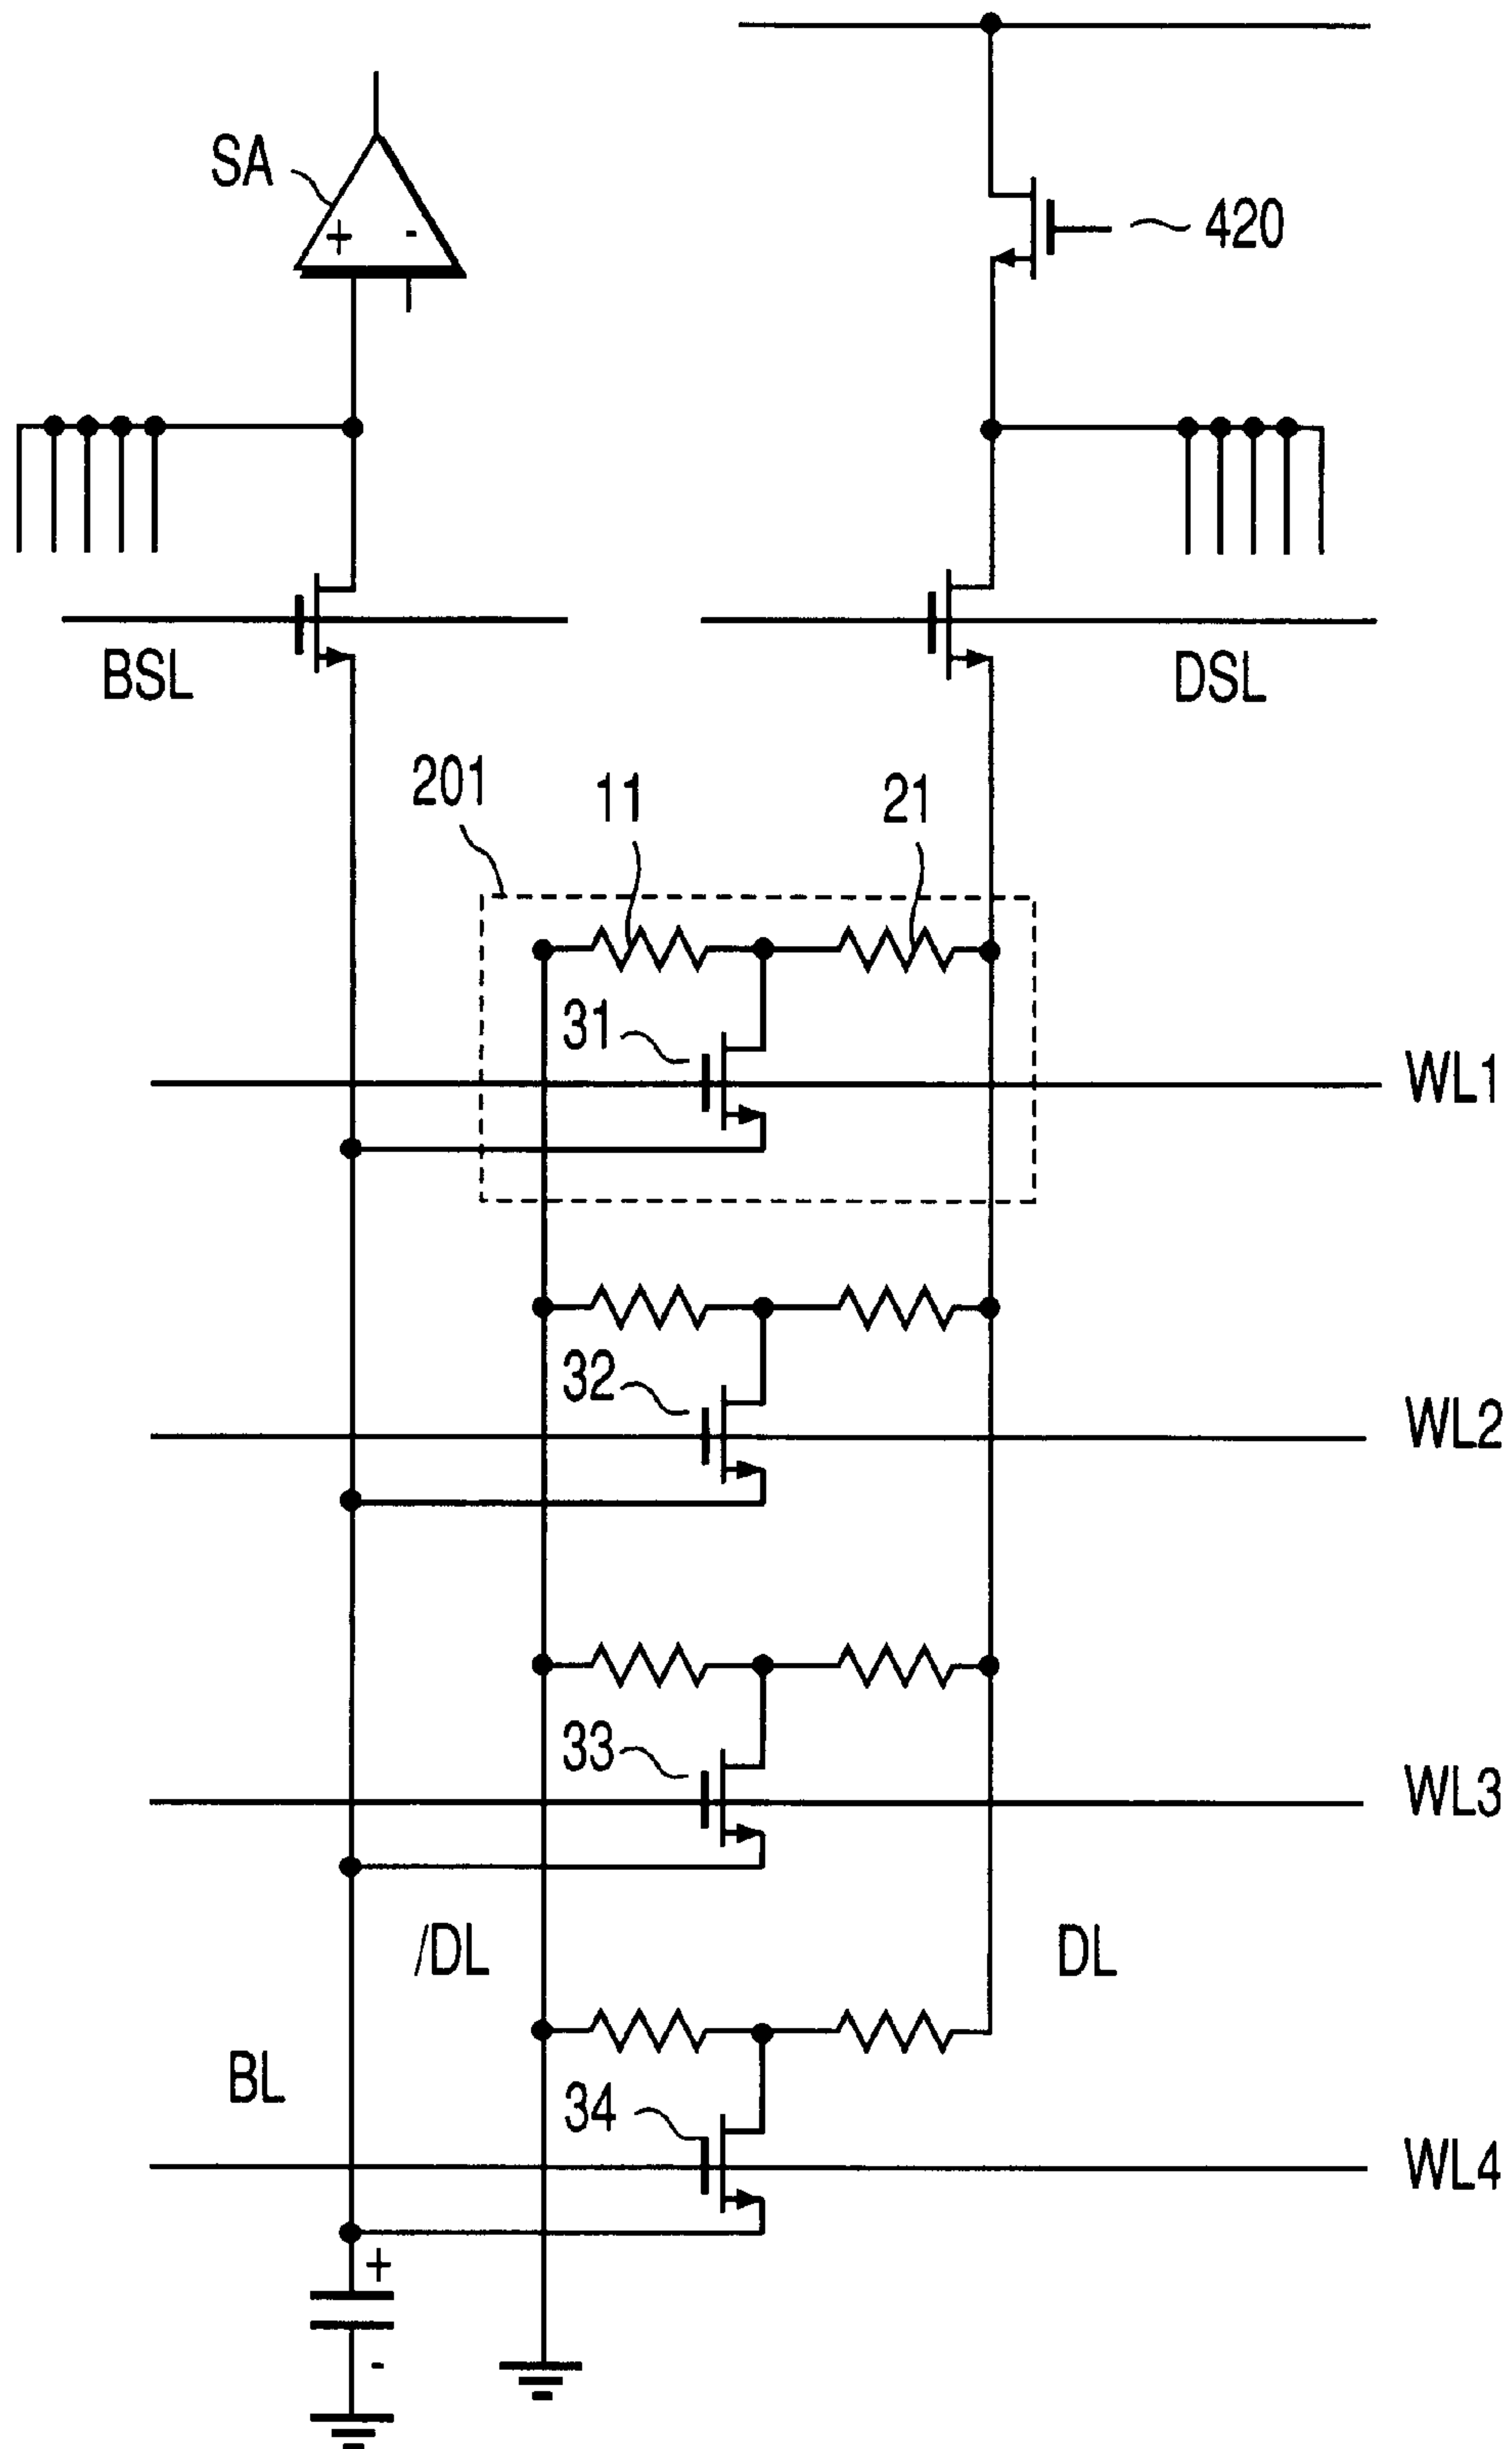 SA
+ -
420
BSL
DSL
201
11
21
31
WL1
32
WL2
33
WL3
/DL
DL
BL
34
WL4
+
-